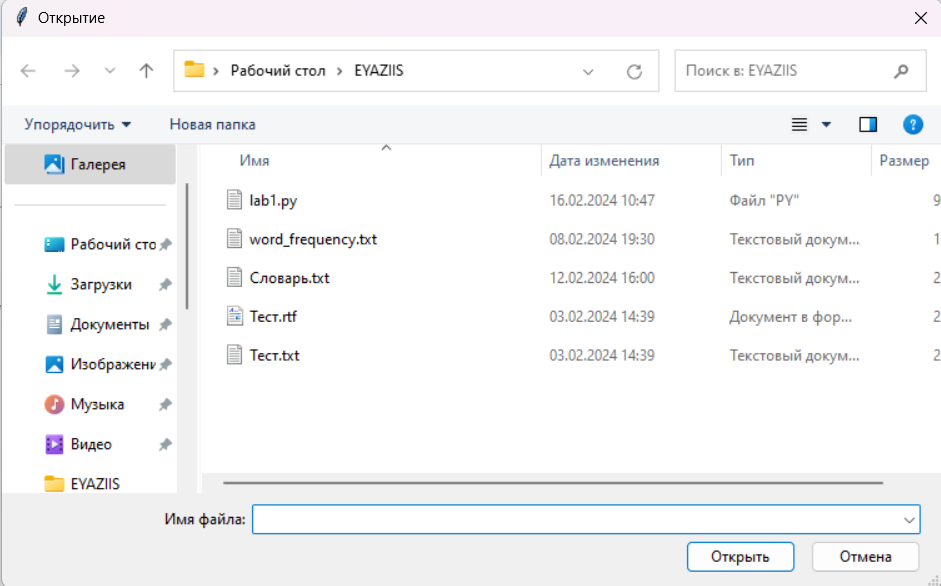 Открытие
Рабочий стол › EYAZIIS
Поиск в: EYAZIIS
Упорядочить
Новая папка
Галерея
Рабочий сто
Загрузки
Документы
Изображени
Музыка
Видео
EYAZIIS
Имя Дата изменения Тип Размер
lab1.py 16.02.2024 10:47 Файл "PY" 9
word_frequency.txt 08.02.2024 19:30 Текстовый докум... 1
Словарь.txt 12.02.2024 16:00 Текстовый докум... 2
Тест.rtf 03.02.2024 14:39 Документ в фор... 2
Тест.txt 03.02.2024 14:39 Текстовый докум... 2
Имя файла:
Открыть
Отмена